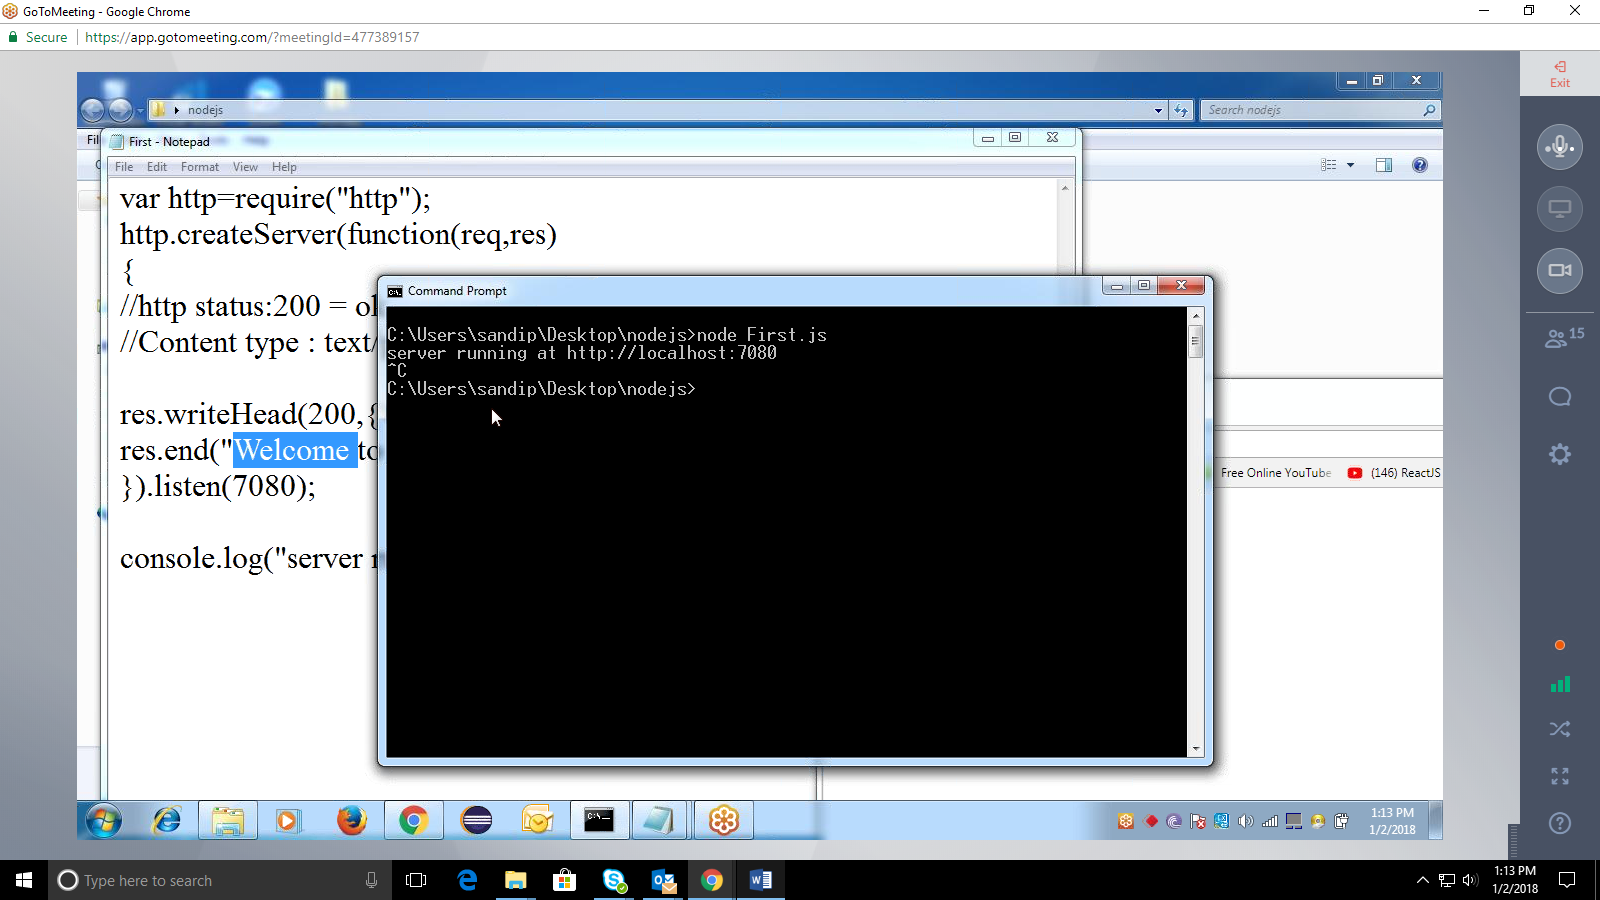 GoToMeeting - Google Chrome
Secure
https://app.gotomeeting.com/?meetingId=477389157
Exit
nodejs
Search nodejs
Fil
First - Notepad
File Edit Format View Help
var http=require("http");
http.createServer(function(req,res)
{
//http status:200 = ol
//Content type : text/
res.writeHead(200,{
res.end("Welcome to
}).listen(7080);
console.log("server r
Command Prompt
C:\Users\sandip\Desktop\nodejs>node First.js
server running at http://localhost:7080
^C
C:\Users\sandip\Desktop\nodejs>
15
Free Online YouTube
(146) ReactJS
1:13 PM
1/2/2018
Type here to search
1:13 PM
1/2/2018